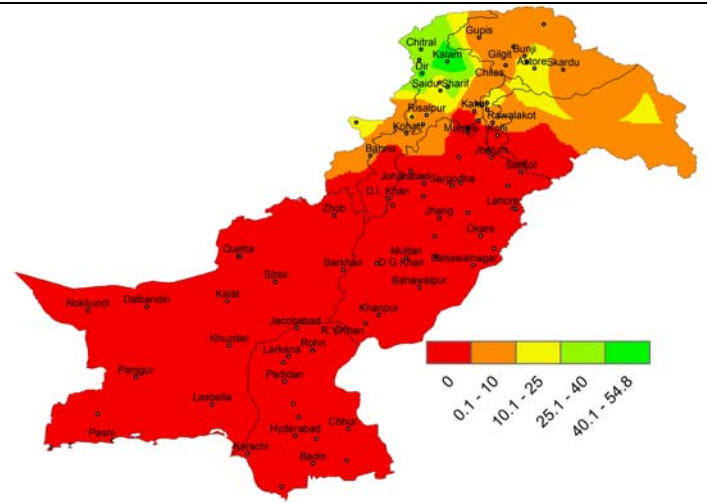 Gupis
Chitral
Kalam
Gilgit
Bunji
Dir
Chilas
Astore
Skardu
Saidu Sharif
Risalpur
Kakul
Rawalakot
Kohat
Kotli
Bannu
Jhelum
Sialkot
Joharabad
Sargodha
D.I. Khan
Zhob
Jhang
Lahore
Okara
Quetta
Multan
Barkhan
D G Khan
Bahawalnagar
Sibbi
Bahawalpur
Nokkundi
Dalbandin
Kalat
Khanpur
Jacobabad
R.Y.Khan
Khuzdar
Larkana
Rohri
Panjgur
Padidan
Lasbella
Pasni
Hyderabad
Chhor
Karachi
Badin
0
0.1 - 10
10.1 - 25
25.1 - 40
40.1 - 54.8